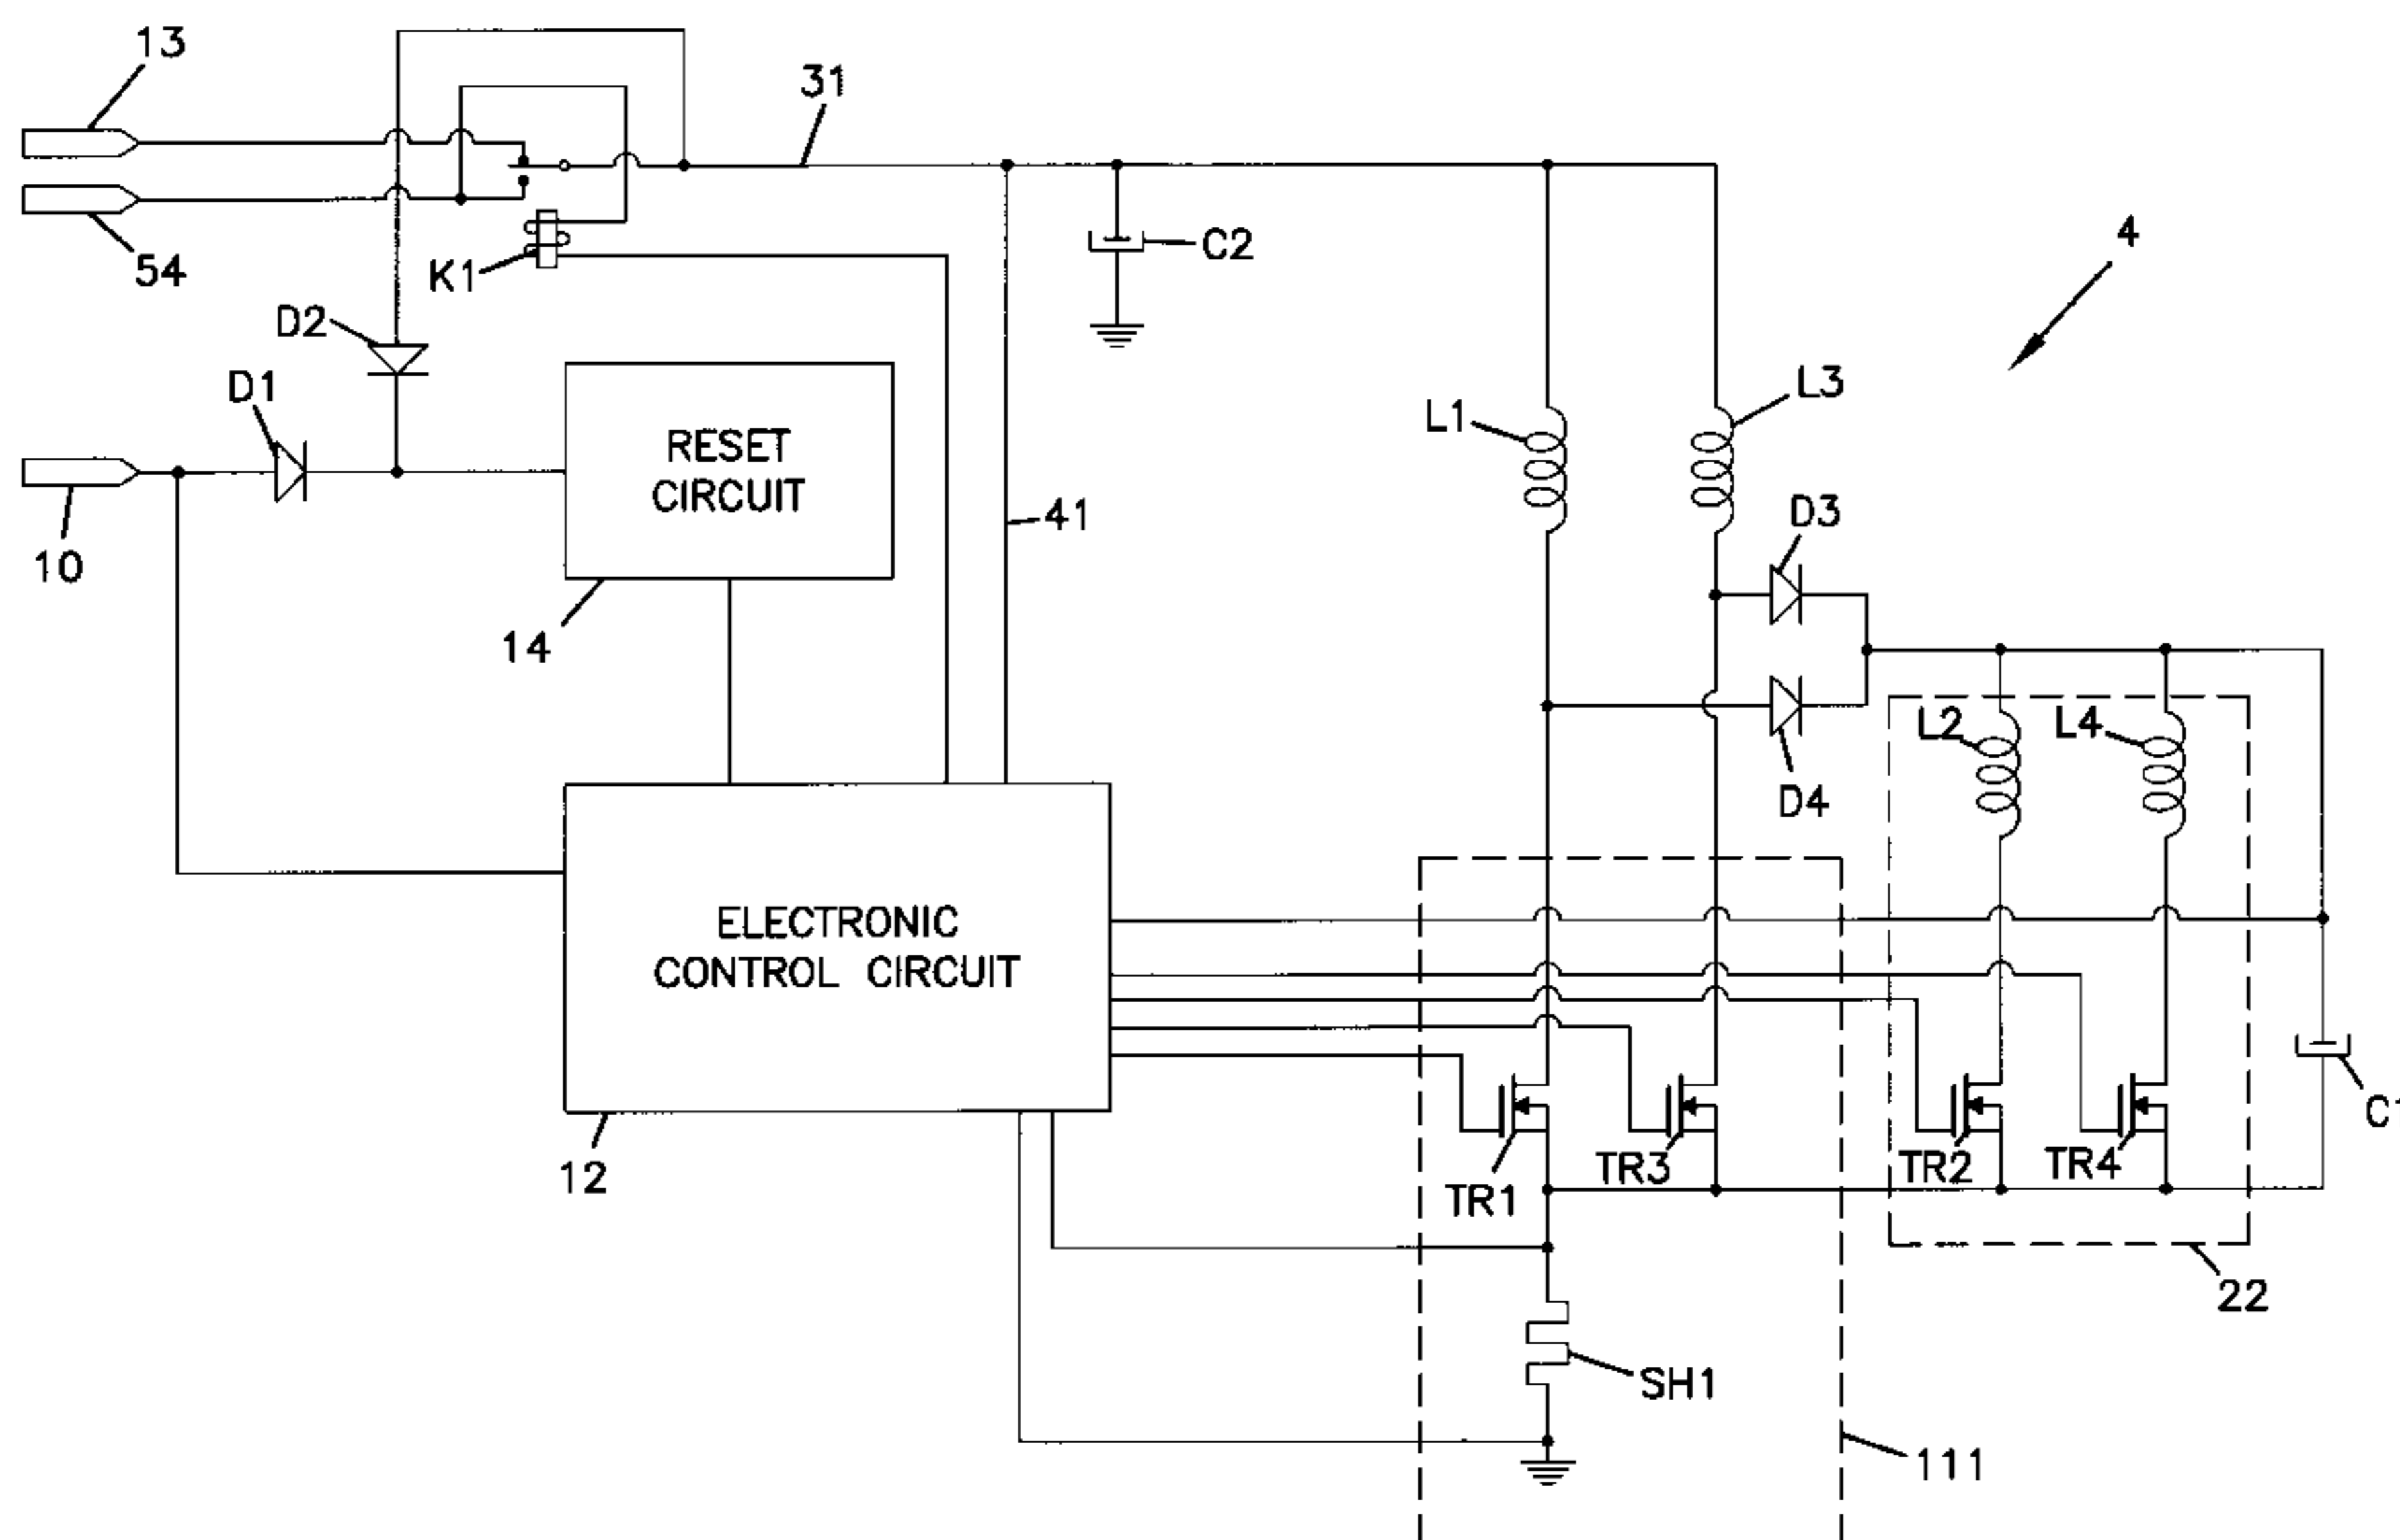 13
31
4
54
K1
C2
D2
D1
L3
L1
RESET
CIRCUIT
D3
41
10
14
L2
L4
D4
ELECTRONIC
CONTROL CIRCUIT
C1
12
TR1
TR3
TR2
TR4
22
SH1
111